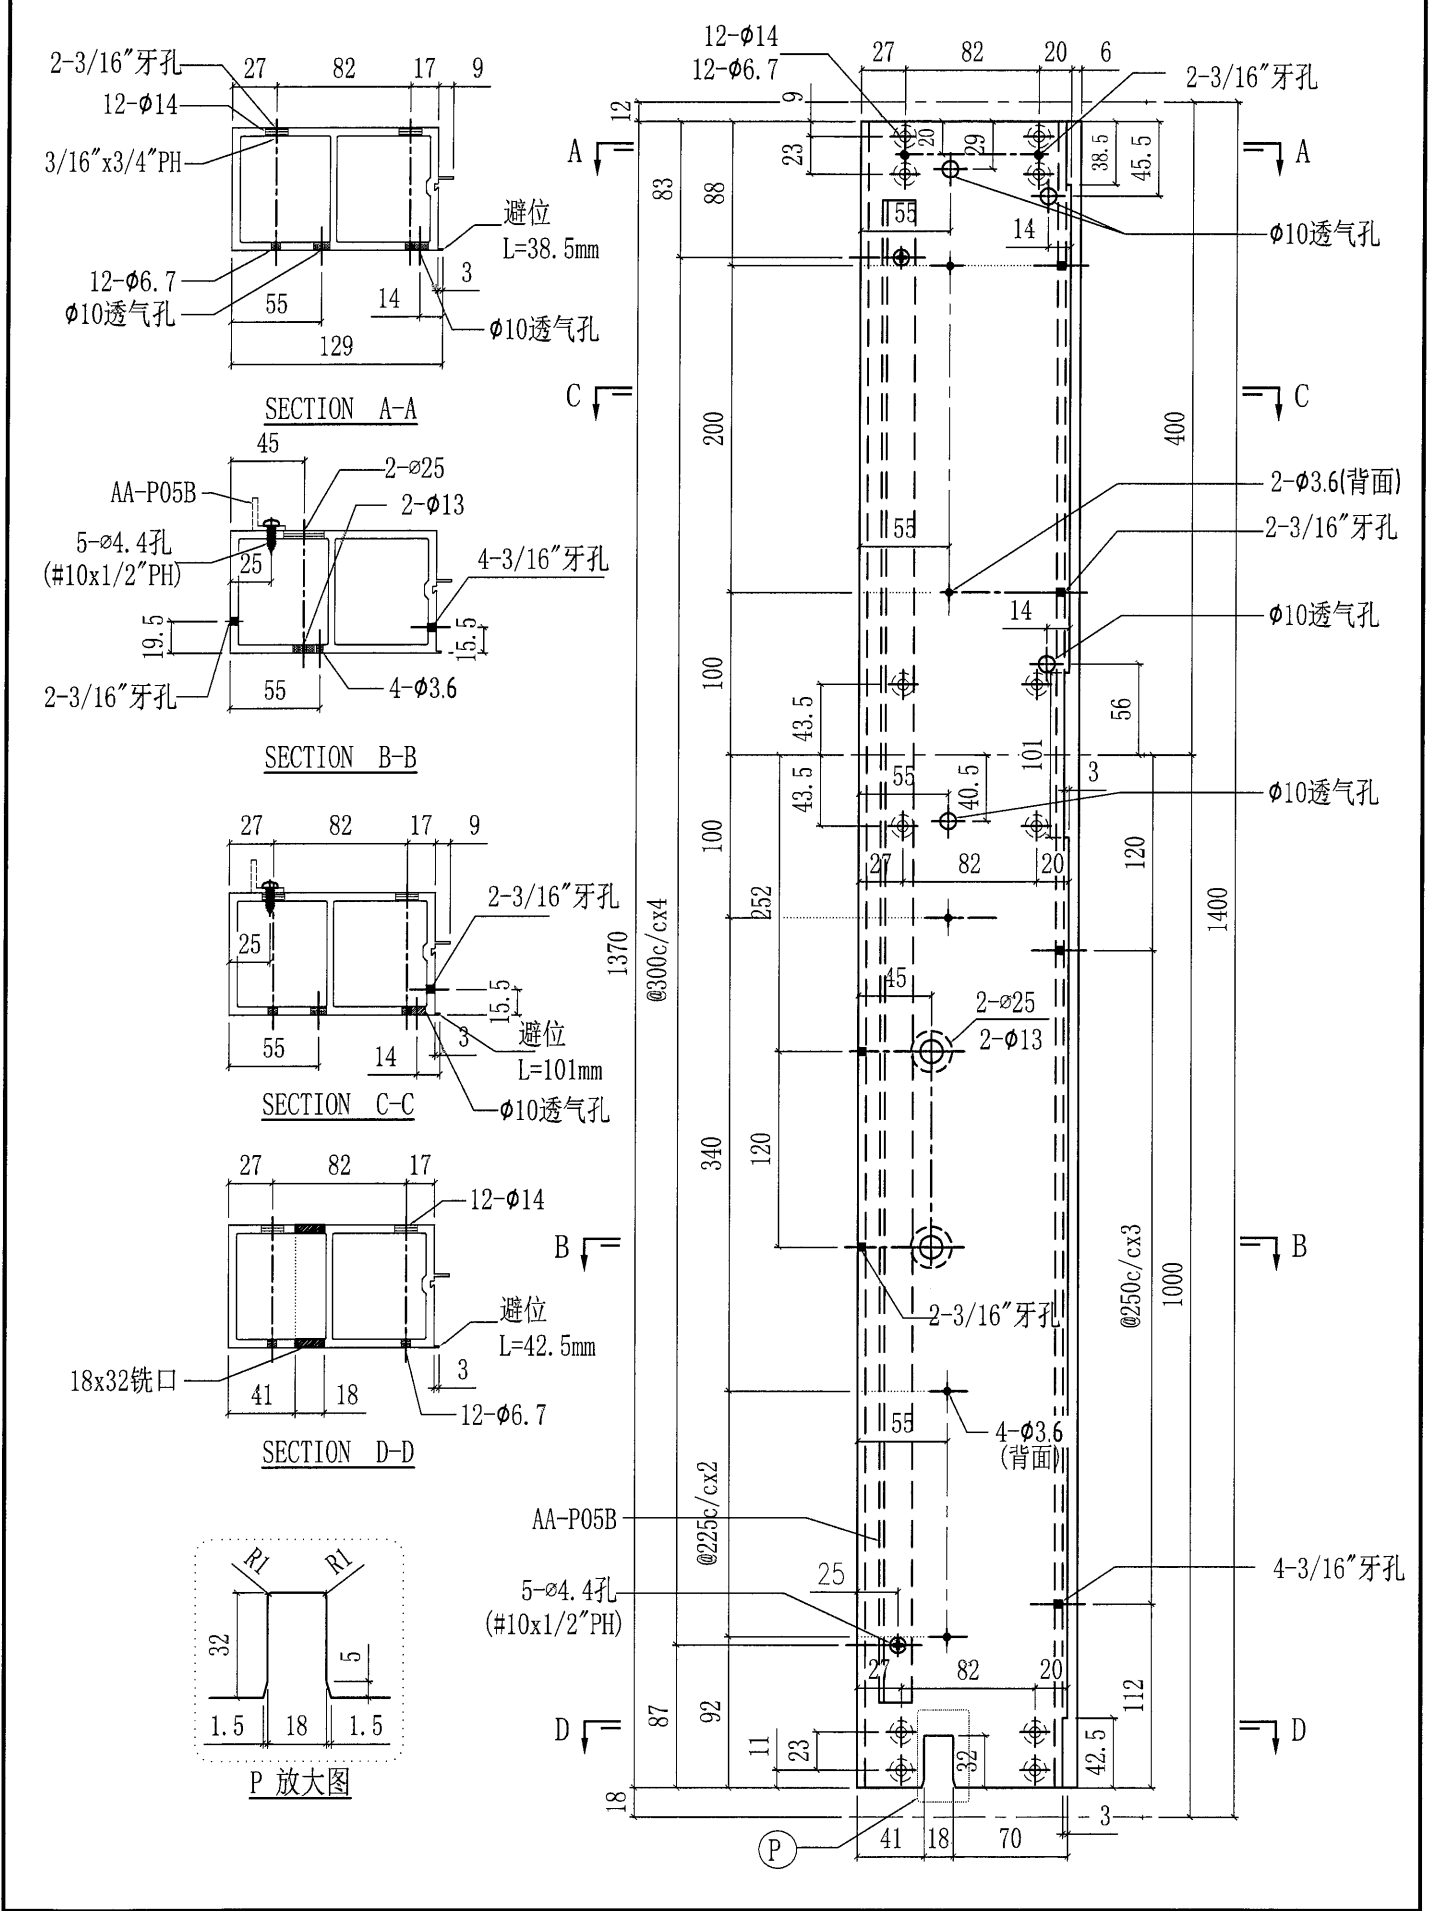 2-3/16"牙孔
27
82
17
9
12-ϕ14
3/16"x3/4"PH
避位
L=38.5mm
12-ϕ6.7
ϕ10透气孔
55
14
3
ϕ10透气孔
129
SECTION A-A
45
2-⌀25
AA-P05B
2-ϕ13
5-⌀4.4孔
(#10x1/2"PH)
25
4-3/16"牙孔
19.5
15.5
2-3/16"牙孔
55
4-ϕ3.6
SECTION B-B
27
82
17
9
2-3/16"牙孔
25
15.5
避位
L=101mm
3
55
14
ϕ10透气孔
SECTION C-C
27
82
17
12-ϕ14
避位
L=42.5mm
18x32铣口
3
41
18
12-ϕ6.7
SECTION D-D
R1
R1
32
5
1.5
18
1.5
P 放大图
12-ϕ14
12-ϕ6.7
27
82
20
6
2-3/16"牙孔
12
9
A
A
23
20
29
38.5
45.5
83
88
55
14
ϕ10透气孔
C
C
200
400
2-ϕ3.6(背面)
2-3/16"牙孔
55
14
ϕ10透气孔
100
43.5
56
101
3
43.5
55
40.5
ϕ10透气孔
100
27
82
20
120
252
1370
@300c/cx4
1400
45
2-⌀25
2-ϕ13
340
120
B
B
@250c/cx3
1000
2-3/16"牙孔
55
4-ϕ3.6
(背面)
@225c/cx2
AA-P05B
25
5-⌀4.4孔
(#10x1/2"PH)
4-3/16"牙孔
27
82
20
87
92
112
D
D
11
23
32
42.5
18
3
P
41
18
70